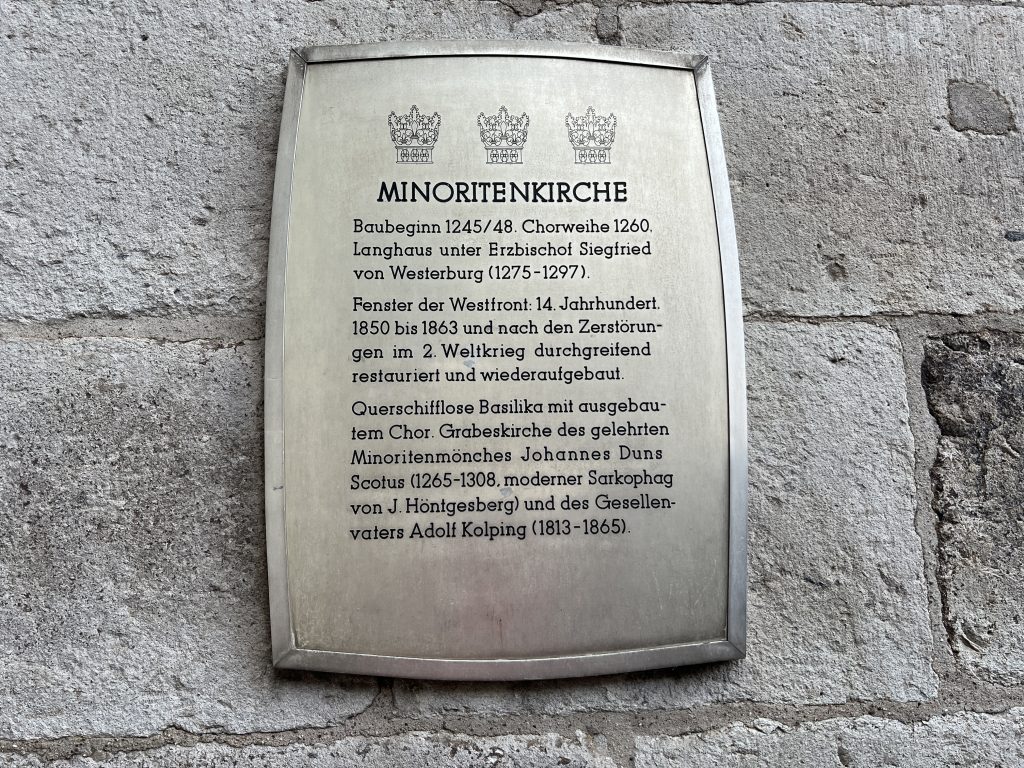 MINORITENKIRCHE
Baubeginn 1245/48. Chorweihe 1260.
Langhaus unter Erzbischof Siegfried
von Westerburg (1275-1297).
Fenster der Westfront: 14. Jahrhundert.
1850 bis 1863 und nach den Zerstörun-
gen im 2. Weltkrieg durchgreifend
restauriert und wiederaufgebaut.
Querschifflose Basilika mit ausgebau-
tem Chor. Grabeskirche des gelehrten
Minoritenmönches Johannes Duns
Scotus (1265-1308, moderner Sarkophag
von J. Höntgesberg) und des Gesellen-
vaters Adolf Kolping (1813-1865).